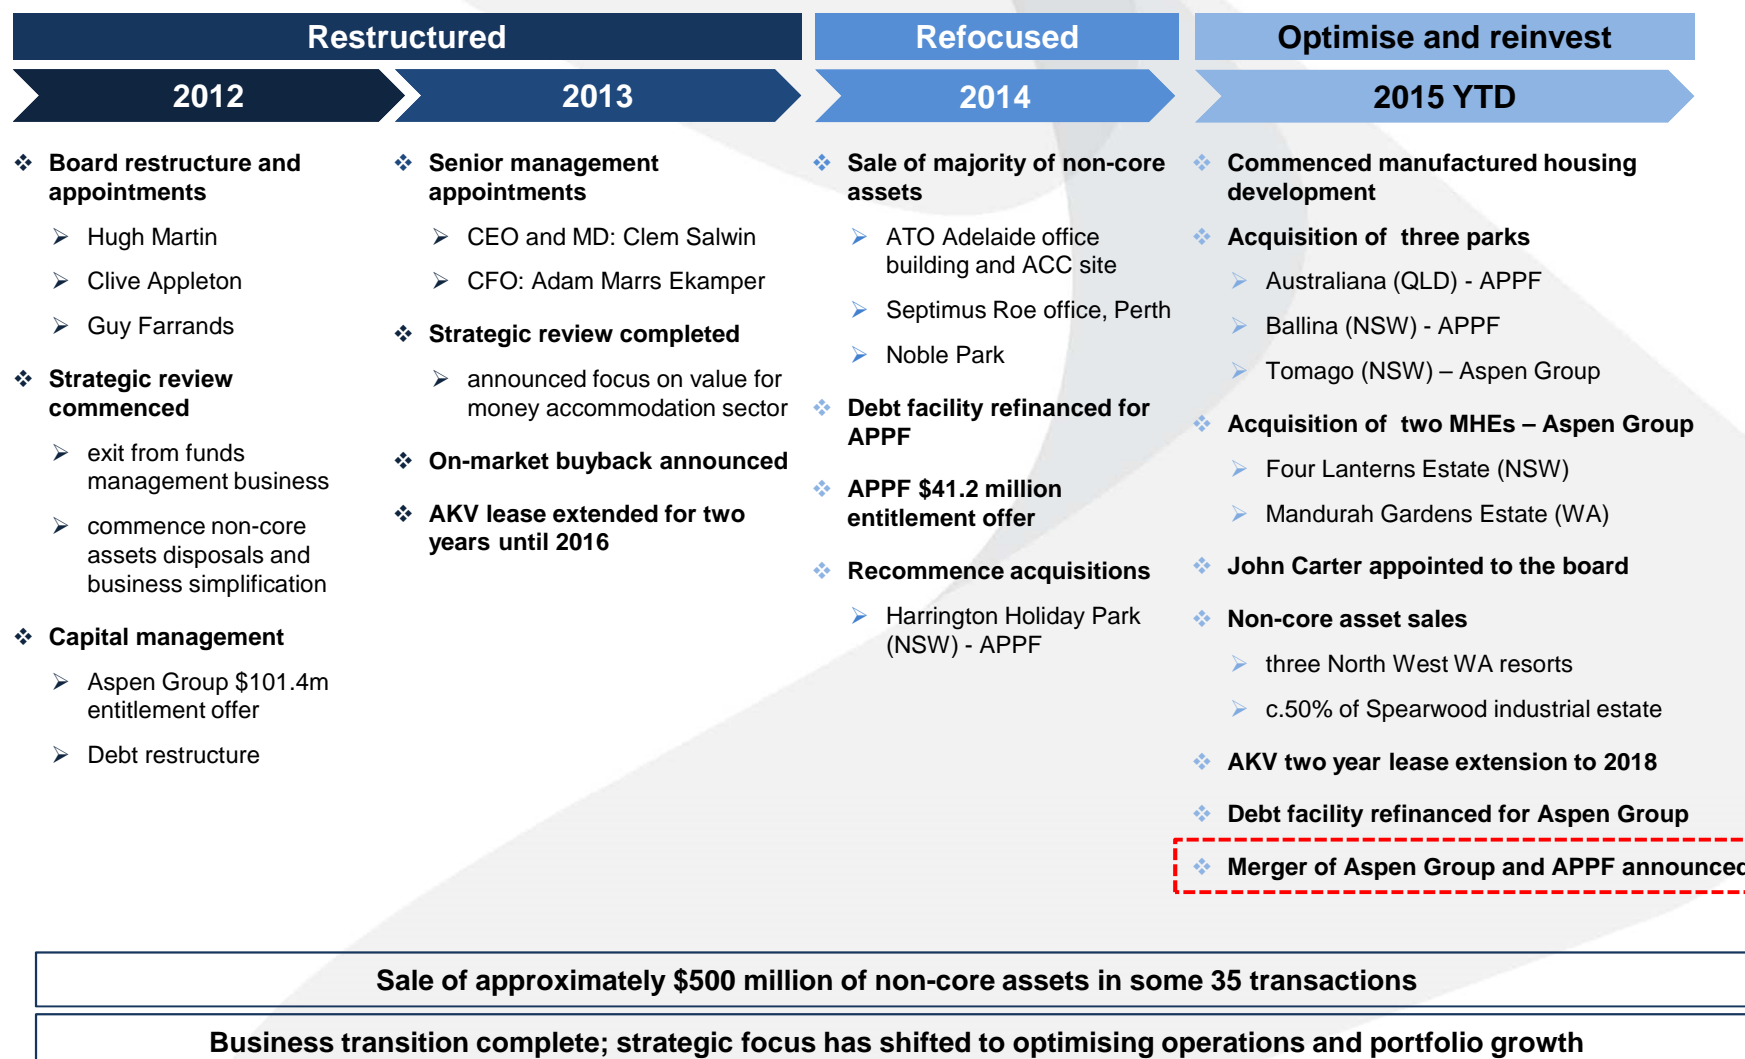 Restructured
Refocused
Optimise and reinvest
2012
2013
2014
2015 YTD
Board restructure and
appointments
Hugh Martin
Clive Appleton
Guy Farrands
Strategic review
commenced
exit from funds
management business
commence non-core
assets disposals and
business simplification
Capital management
Aspen Group $101.4m
entitlement offer
Debt restructure
Senior management
appointments
CEO and MD: Clem Salwin
CFO: Adam Marrs Ekamper
Strategic review completed
announced focus on value for
money accommodation sector
On-market buyback announced
AKV lease extended for two
years until 2016
Sale of majority of non-core
assets
ATO Adelaide office
building and ACC site
Septimus Roe office, Perth
Noble Park
Debt facility refinanced for
APPF
APPF $41.2 million
entitlement offer
Recommence acquisitions
Harrington Holiday Park
(NSW) - APPF
Commenced manufactured housing
development
Acquisition of three parks
Australiana (QLD) - APPF
Ballina (NSW) - APPF
Tomago (NSW) – Aspen Group
Acquisition of two MHEs – Aspen Group
Four Lanterns Estate (NSW)
Mandurah Gardens Estate (WA)
John Carter appointed to the board
Non-core asset sales
three North West WA resorts
c.50% of Spearwood industrial estate
AKV two year lease extension to 2018
Debt facility refinanced for Aspen Group
Merger of Aspen Group and APPF announced
Sale of approximately $500 million of non-core assets in some 35 transactions
Business transition complete; strategic focus has shifted to optimising operations and portfolio growth